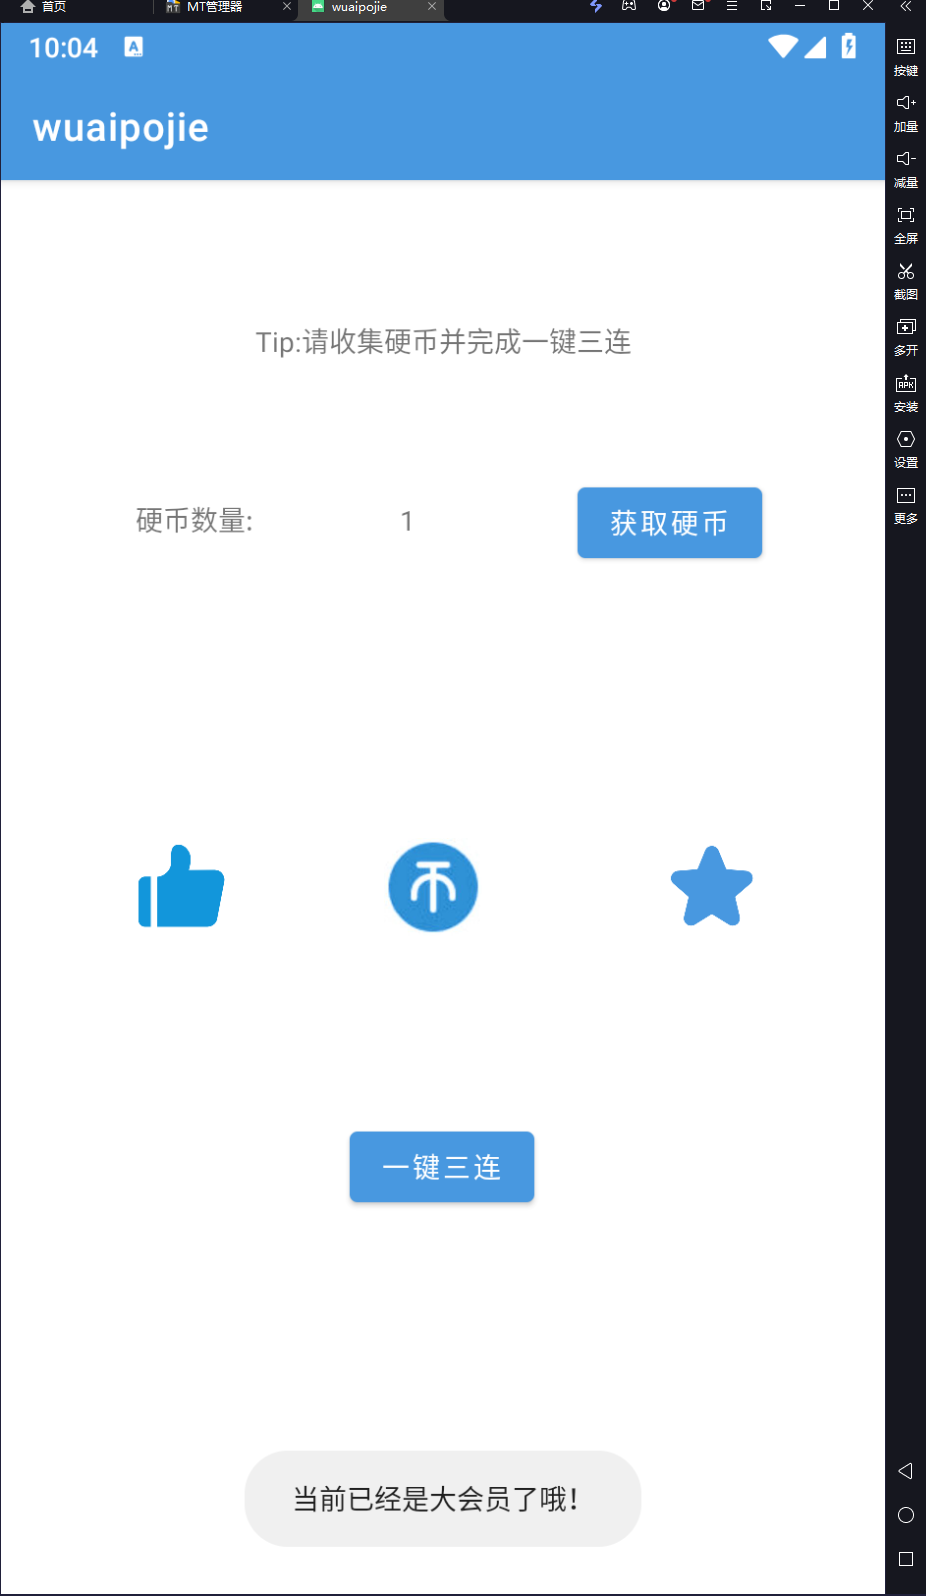 首页
MT管理器
wuaipojie
10:04
A
wuaipojie
Tip:请收集硬币并完成一键三连
硬币数量:
1
获取硬币
一键三连
当前已经是大会员了哦！
按键
加量
减量
全屏
截图
多开
APK
安装
设置
更多